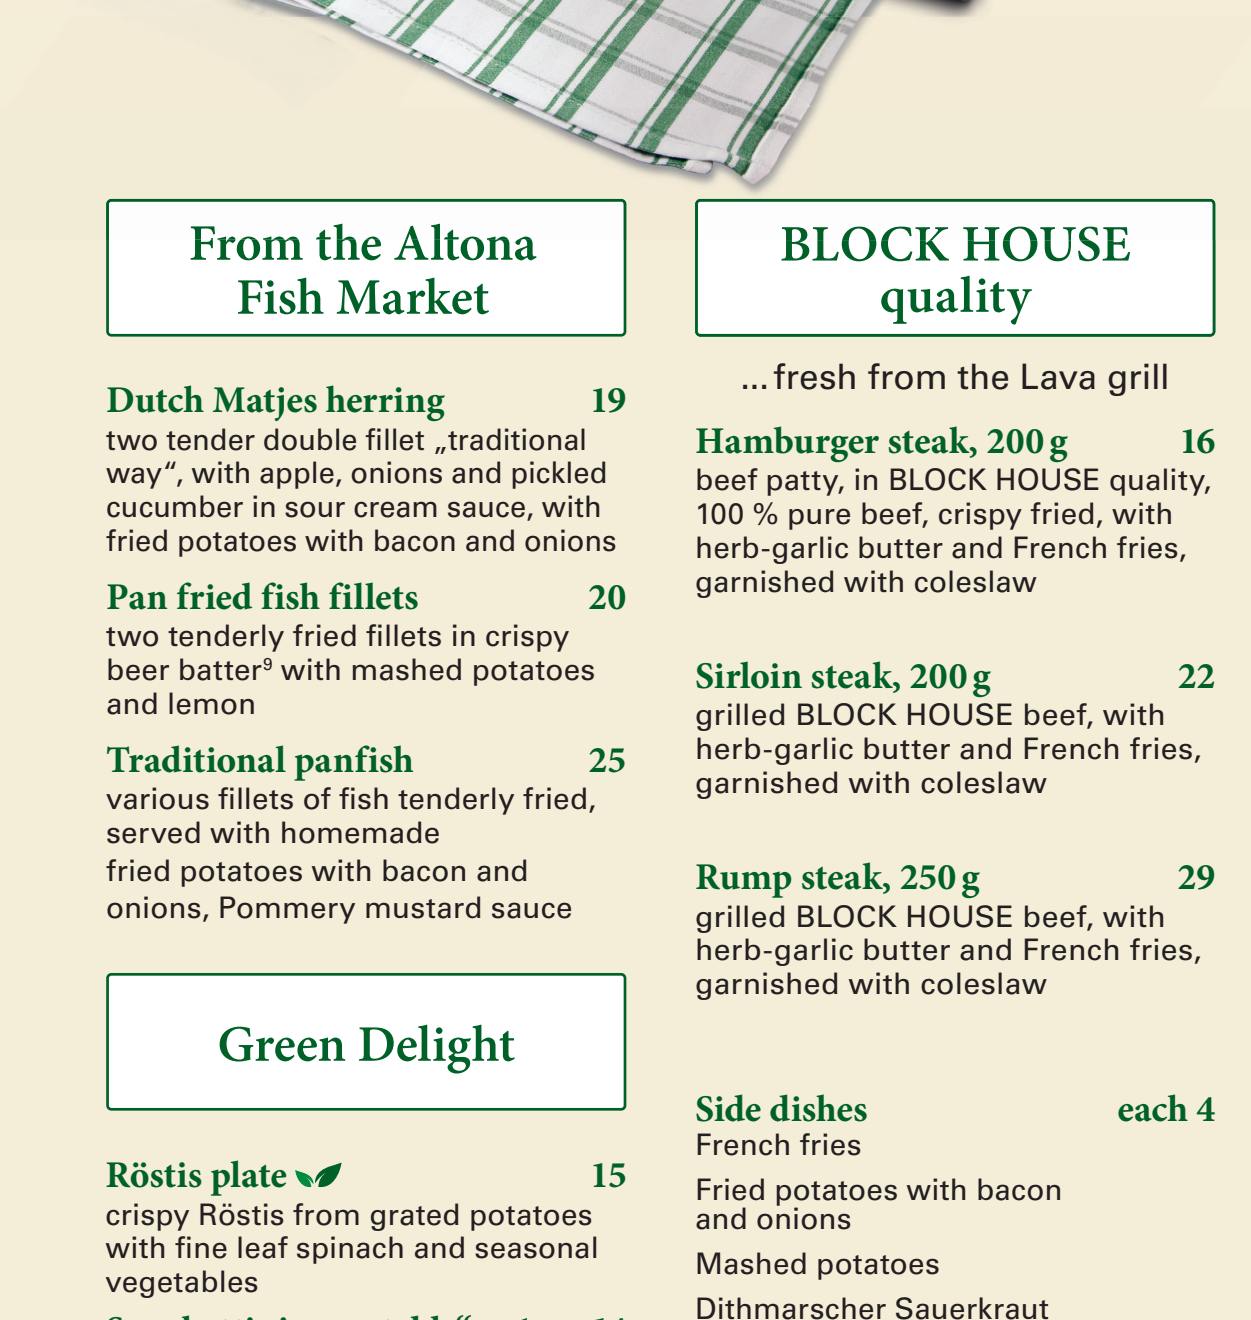 From the Altona
Fish Market
Dutch Matjes herring 19
two tender double fillet „traditional
way“, with apple, onions and pickled
cucumber in sour cream sauce, with
fried potatoes with bacon and onions
Pan fried fish fillets 20
two tenderly fried fillets in crispy
beer batter⁹ with mashed potatoes
and lemon
Traditional panfish 25
various fillets of fish tenderly fried,
served with homemade
fried potatoes with bacon and
onions, Pommery mustard sauce
Green Delight
Röstis plate 15
crispy Röstis from grated potatoes
with fine leaf spinach and seasonal
vegetables
BLOCK HOUSE
quality
... fresh from the Lava grill
Hamburger steak, 200 g 16
beef patty, in BLOCK HOUSE quality,
100 % pure beef, crispy fried, with
herb-garlic butter and French fries,
garnished with coleslaw
Sirloin steak, 200 g 22
grilled BLOCK HOUSE beef, with
herb-garlic butter and French fries,
garnished with coleslaw
Rump steak, 250 g 29
grilled BLOCK HOUSE beef, with
herb-garlic butter and French fries,
garnished with coleslaw
Side dishes each 4
French fries
Fried potatoes with bacon
and onions
Mashed potatoes
Dithmarscher Sauerkraut